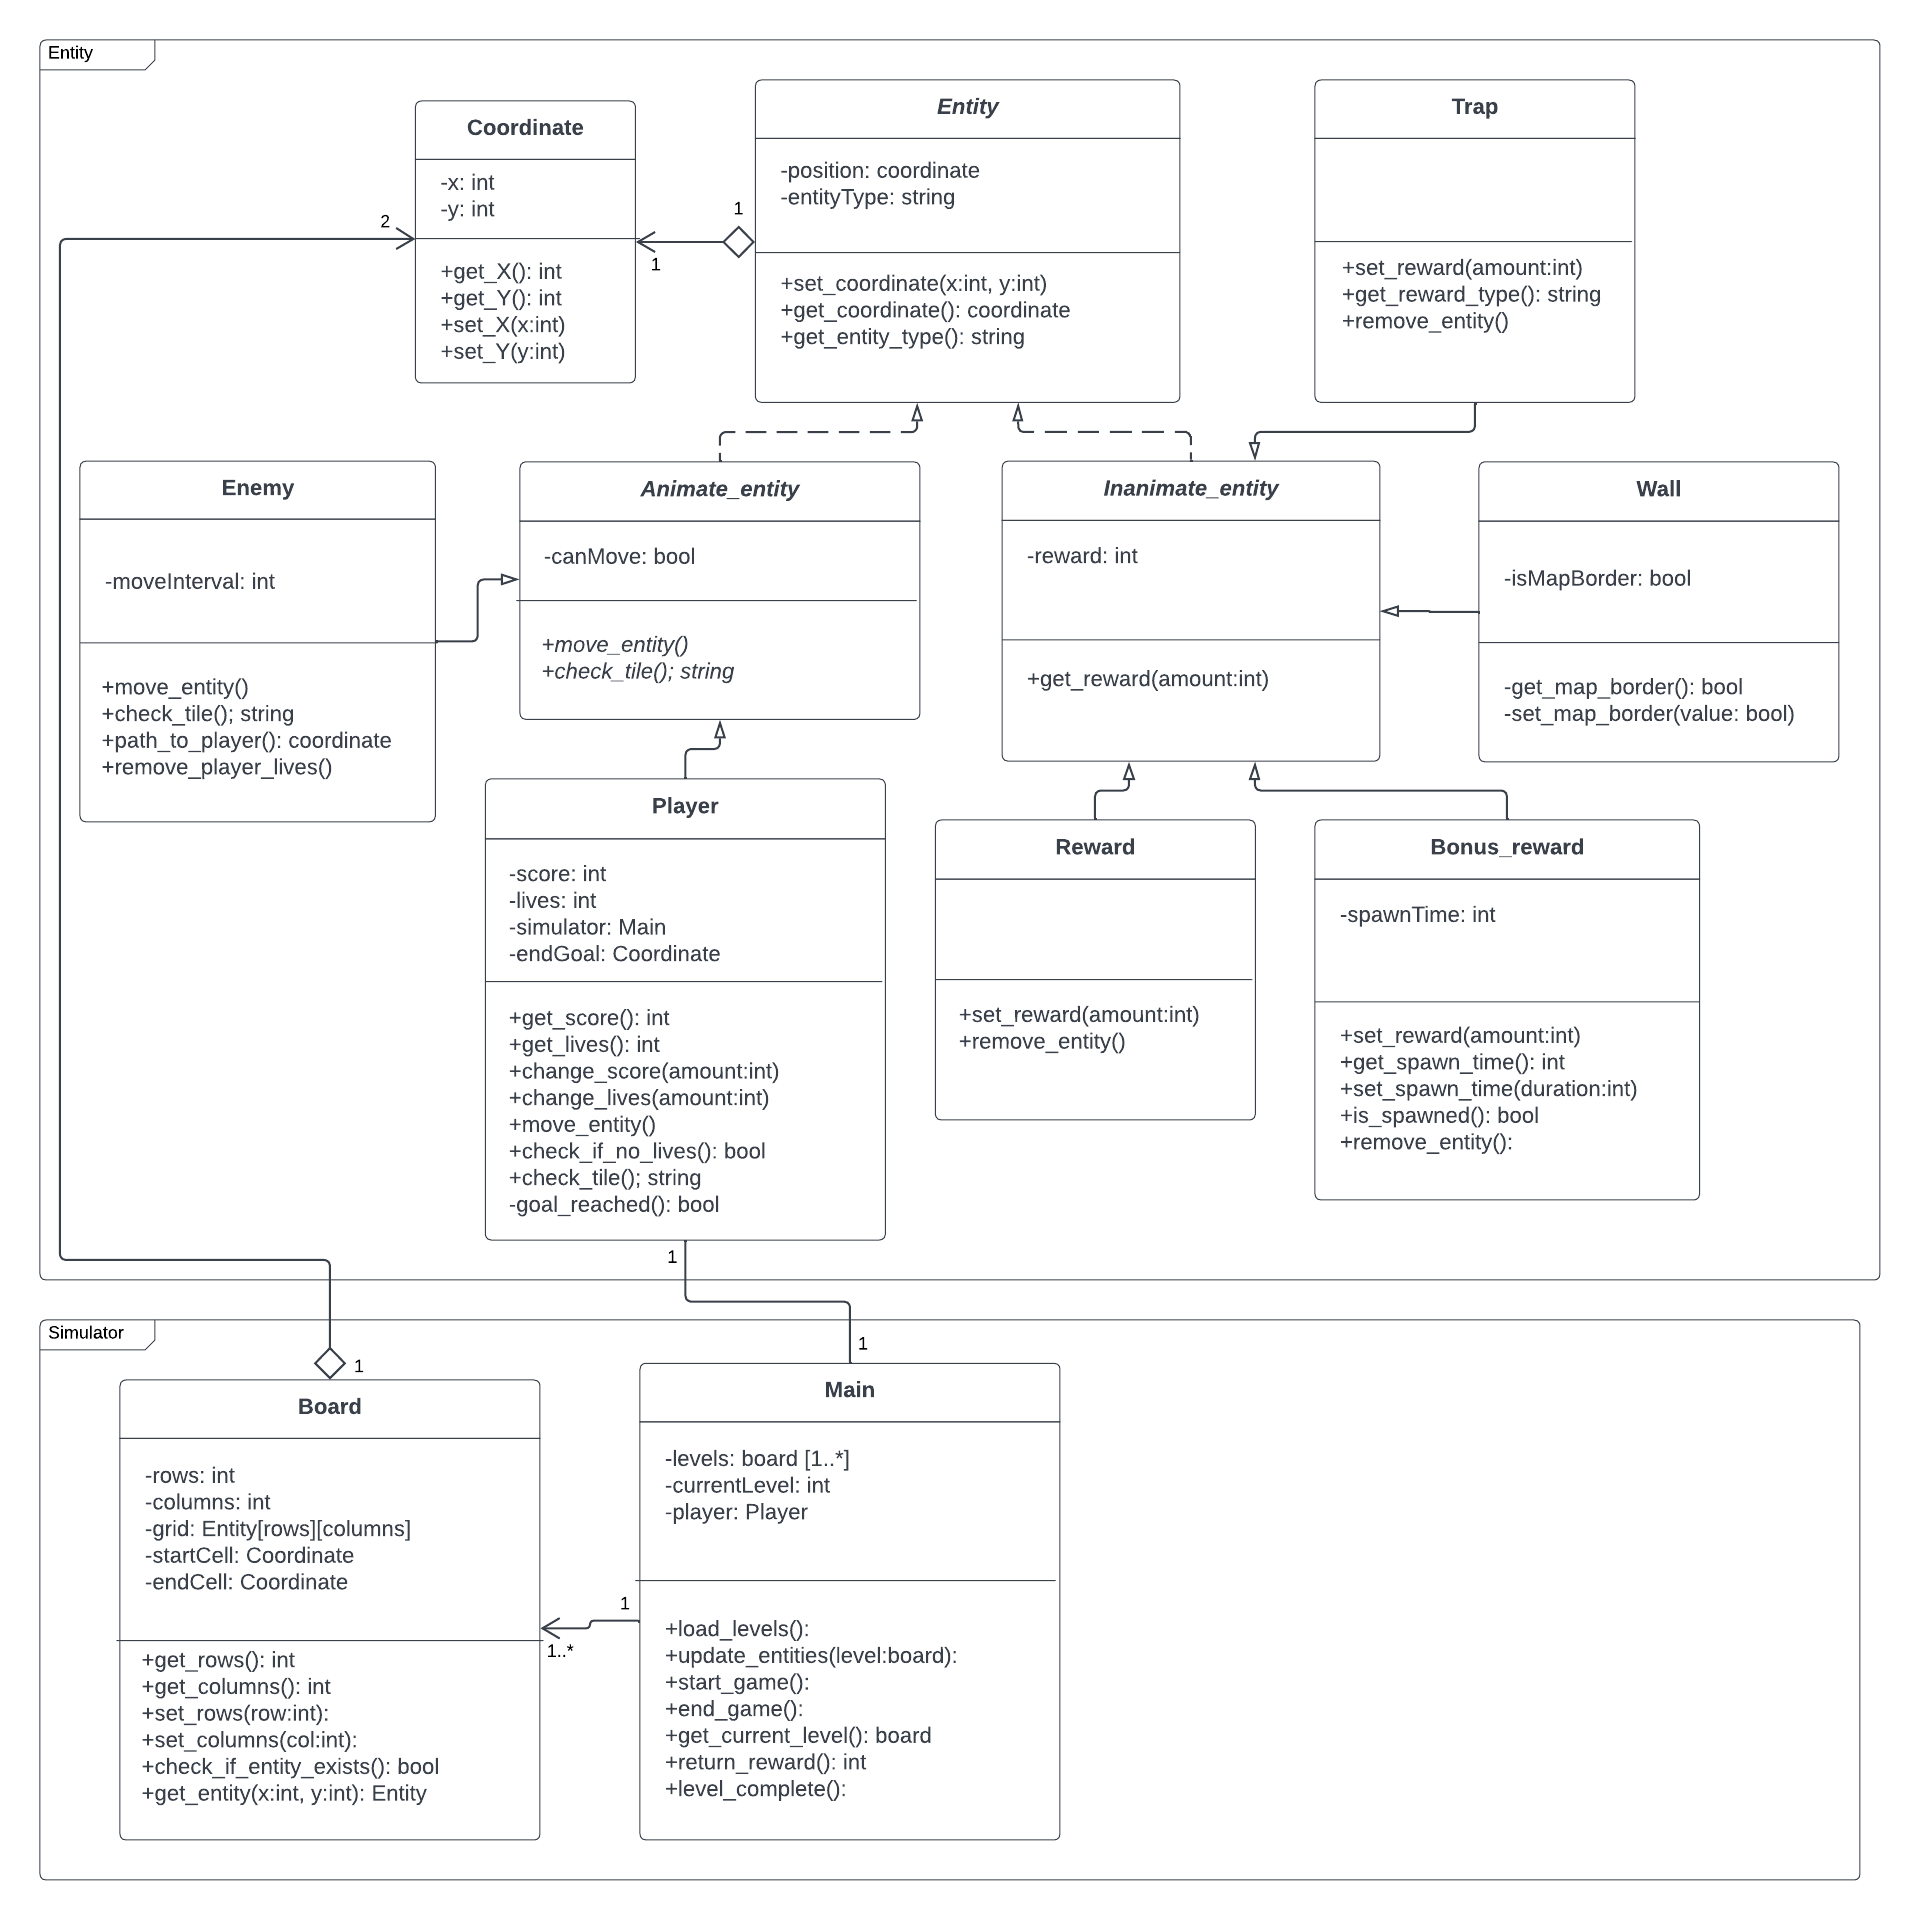 Entity
Coordinate
-x: int
-y: int
+get_X(): int
+get_Y(): int
+set_X(x:int)
+set_Y(y:int)
2
1
1
Entity
-position: coordinate
-entityType: string
+set_coordinate(x:int, y:int)
+get_coordinate(): coordinate
+get_entity_type(): string
Trap
+set_reward(amount:int)
+get_reward_type(): string
+remove_entity()
Enemy
-moveInterval: int
+move_entity()
+check_tile(); string
+path_to_player(): coordinate
+remove_player_lives()
Animate_entity
-canMove: bool
+move_entity()
+check_tile(); string
Inanimate_entity
-reward: int
+get_reward(amount:int)
Wall
-isMapBorder: bool
-get_map_border(): bool
-set_map_border(value: bool)
Player
-score: int
-lives: int
-simulator: Main
-endGoal: Coordinate
+get_score(): int
+get_lives(): int
+change_score(amount:int)
+change_lives(amount:int)
+move_entity()
+check_if_no_lives(): bool
+check_tile(); string
-goal_reached(): bool
Reward
+set_reward(amount:int)
+remove_entity()
Bonus_reward
-spawnTime: int
+set_reward(amount:int)
+get_spawn_time(): int
+set_spawn_time(duration:int)
+is_spawned(): bool
+remove_entity():
1
Simulator
1
1
Board
-rows: int
-columns: int
-grid: Entity[rows][columns]
-startCell: Coordinate
-endCell: Coordinate
+get_rows(): int
+get_columns(): int
+set_rows(row:int):
+set_columns(col:int):
+check_if_entity_exists(): bool
+get_entity(x:int, y:int): Entity
1
1..*
Main
-levels: board [1..*]
-currentLevel: int
-player: Player
+load_levels():
+update_entities(level:board):
+start_game():
+end_game():
+get_current_level(): board
+return_reward(): int
+level_complete():